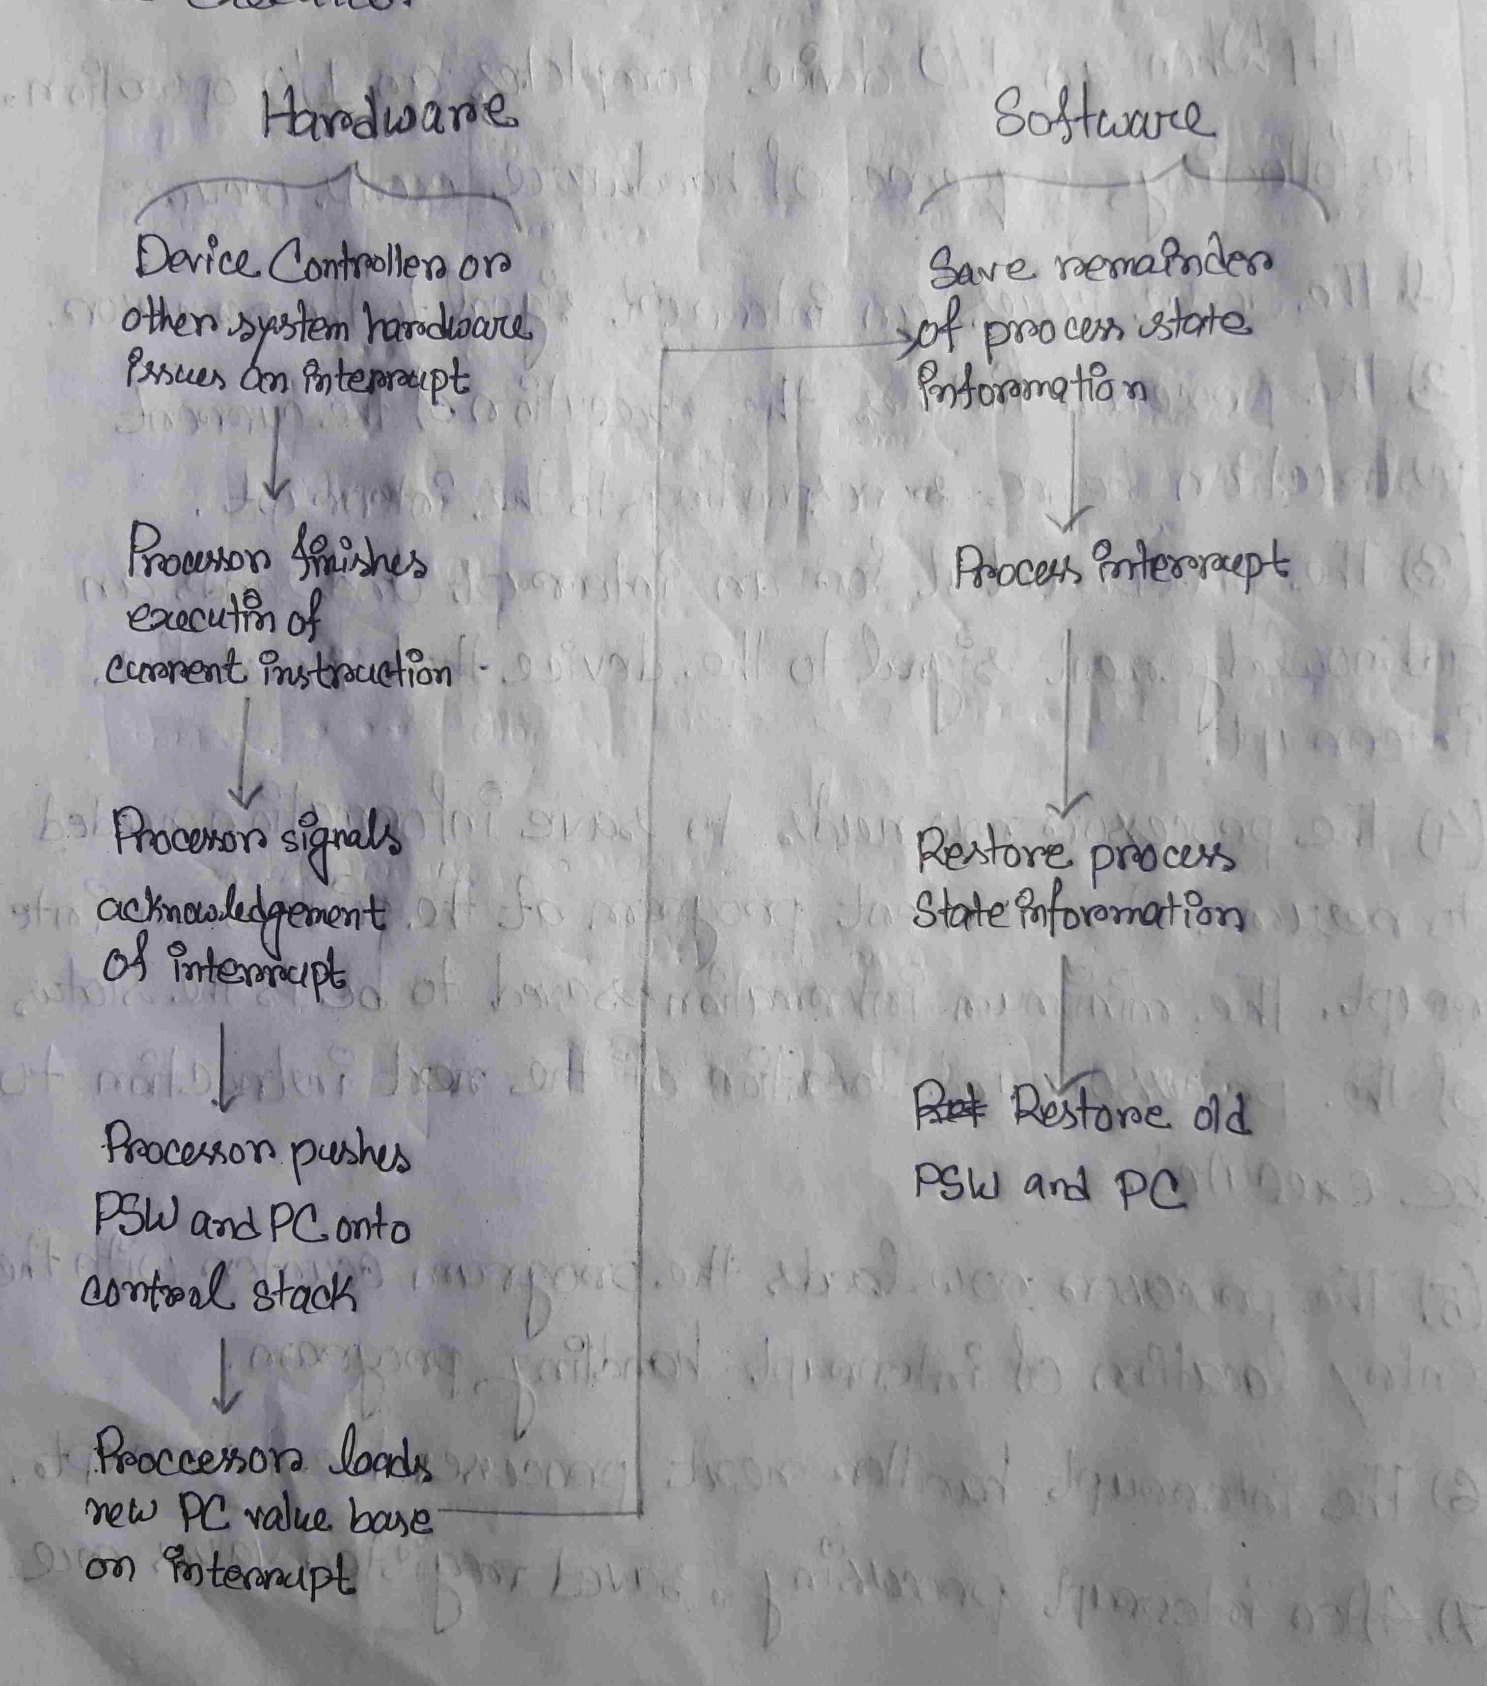 Hardware
Device Controller or
other system hardware
issues an interrupt
Processor finishes
executin of
current instruction
Processor signals
acknowledgement
of interrupt
Processor pushes
PSW and PC onto
control stack
Proccessor loads
new PC value base
on interrupt
Software
Save remainder
of process state
information
Process interrupt
Restore process
State information
Restore old
PSW and PC